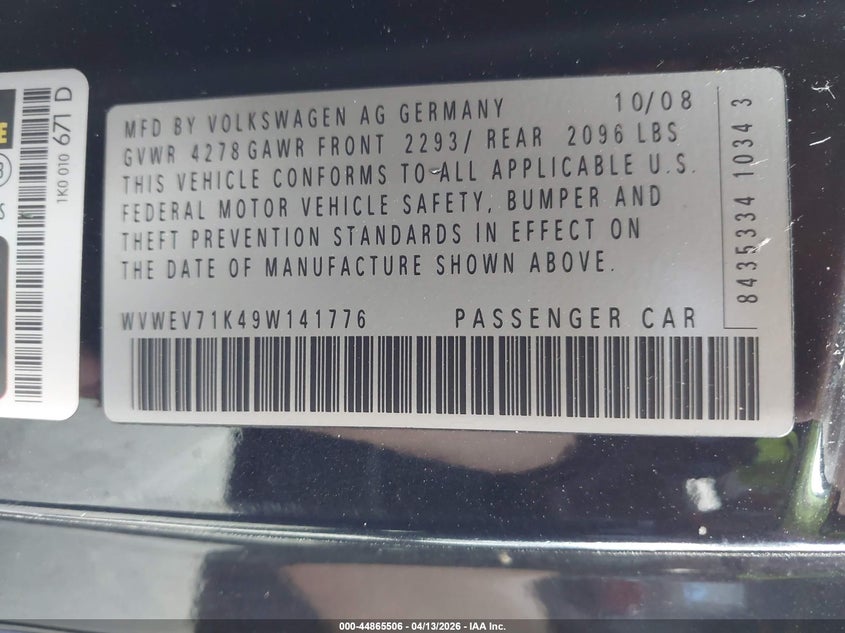 MFD BY VOLKSWAGEN AG GERMANY 10/08
GVWR 4278 GAWR FRONT 2293/ REAR 2096 LBS
THIS VEHICLE CONFORMS TO ALL APPLICABLE U.S.
FEDERAL MOTOR VEHICLE SAFETY, BUMPER AND
THEFT PREVENTION STANDARDS IN EFFECT ON
THE DATE OF MANUFACTURE SHOWN ABOVE.
WVWEV71K49W141776 PASSENGER CAR
8435334 1034 3
1K0 010 671 D
000-44865506 - 04/13/2026 - IAA Inc.